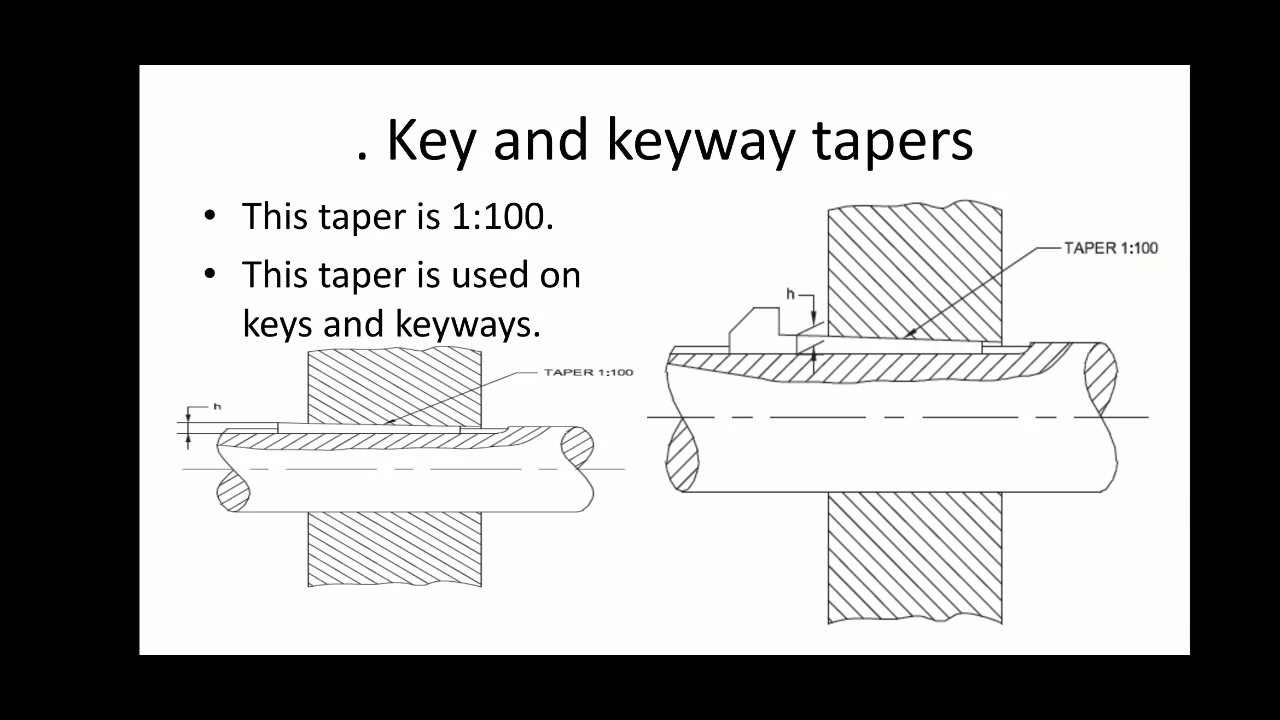 . Key and keyway tapers
• This taper is 1:100.
• This taper is used on
keys and keyways.
TAPER 1:100
h
TAPER 1:100
h